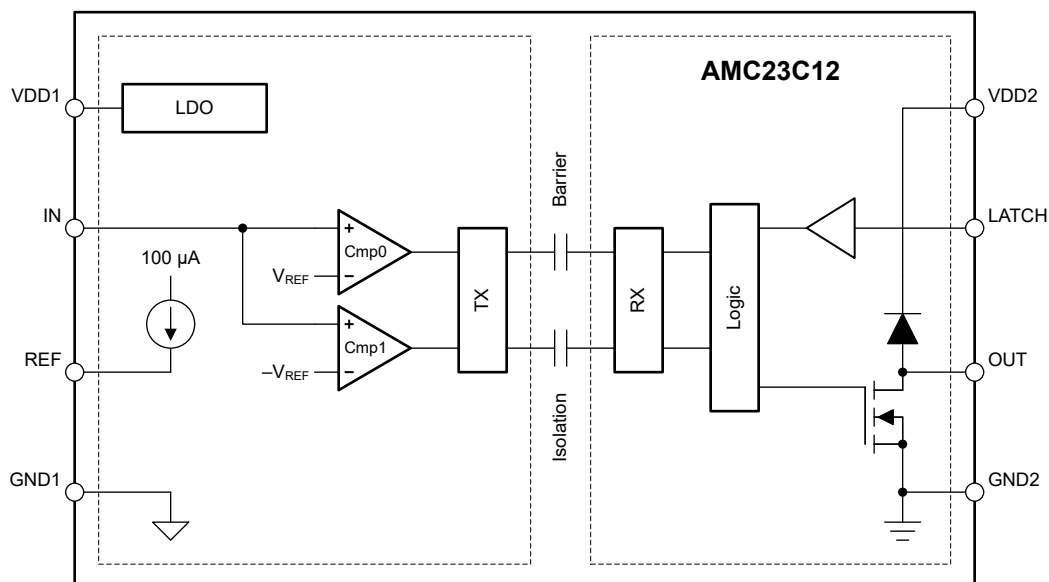 AMC23C12
VDD1
LDO
VDD2
IN
Barrier
LATCH
+
Cmp0
–
VREF
100 µA
TX
RX
Logic
+
Cmp1
–
–VREF
REF
OUT
Isolation
GND1
GND2